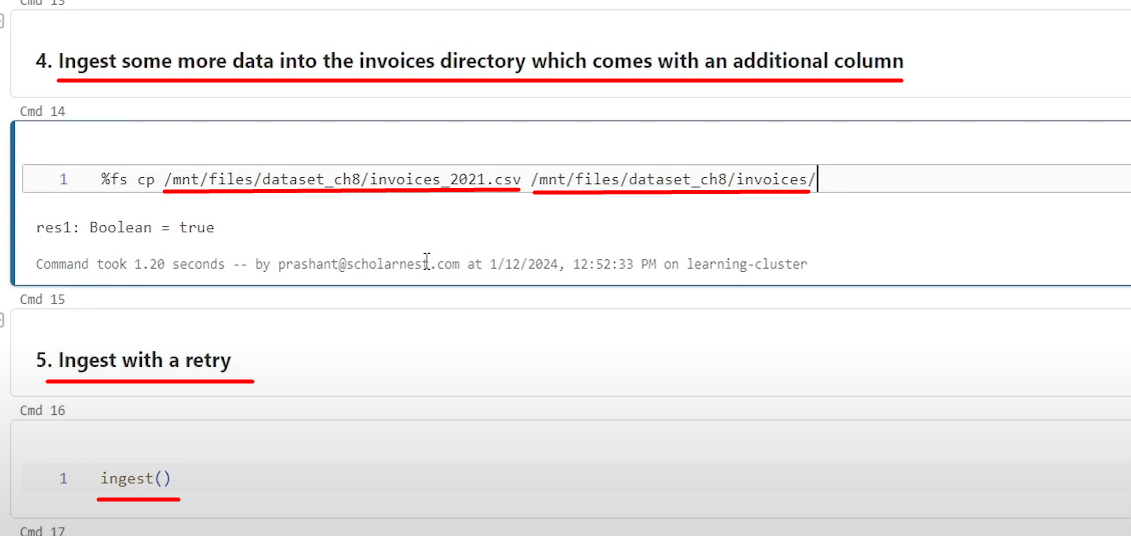 Cmd 13
4. Ingest some more data into the invoices directory which comes with an additional column
Cmd 14
1 %fs cp /mnt/files/dataset_ch8/invoices_2021.csv /mnt/files/dataset_ch8/invoices/
res1: Boolean = true
Command took 1.20 seconds -- by prashant@scholarnest.com at 1/12/2024, 12:52:33 PM on learning-cluster
Cmd 15
5. Ingest with a retry
Cmd 16
1 ingest()
Cmd 17